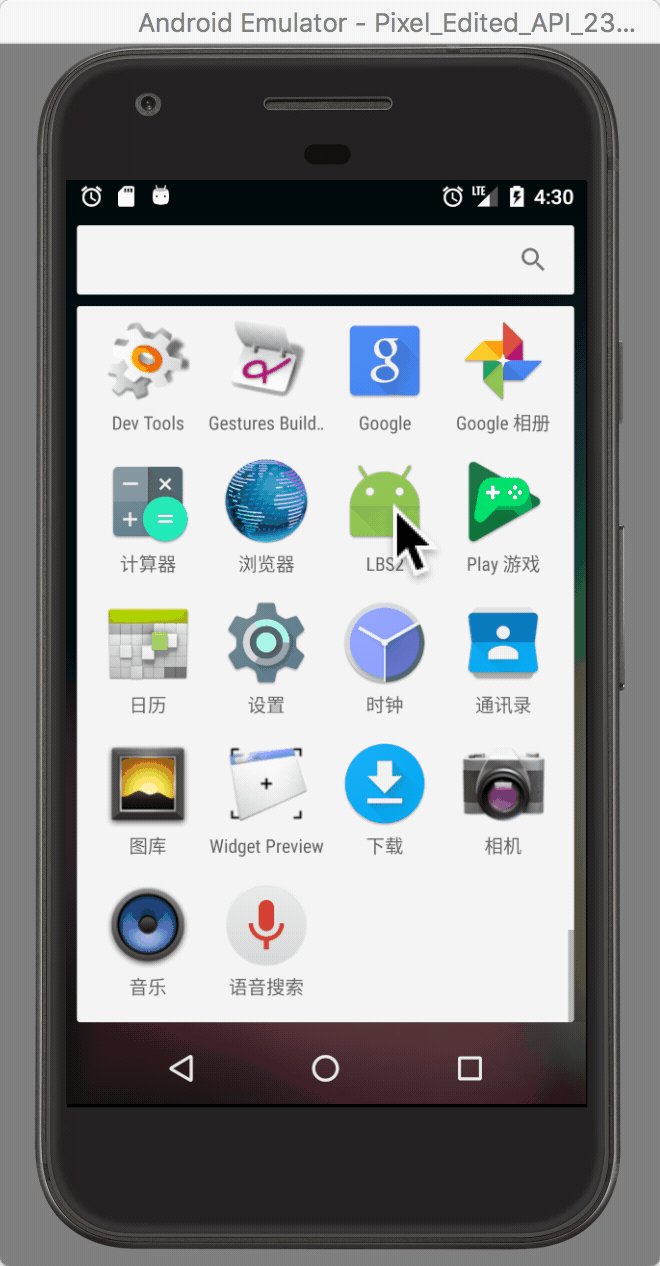 Android Emulator - Pixel_Edited_API_23...
LTE 4:30
Dev Tools
Gestures Build..
Google
Google 相册
计算器
浏览器
LBS2
Play 游戏
日历
设置
时钟
通讯录
图库
Widget Preview
下载
相机
音乐
语音搜索